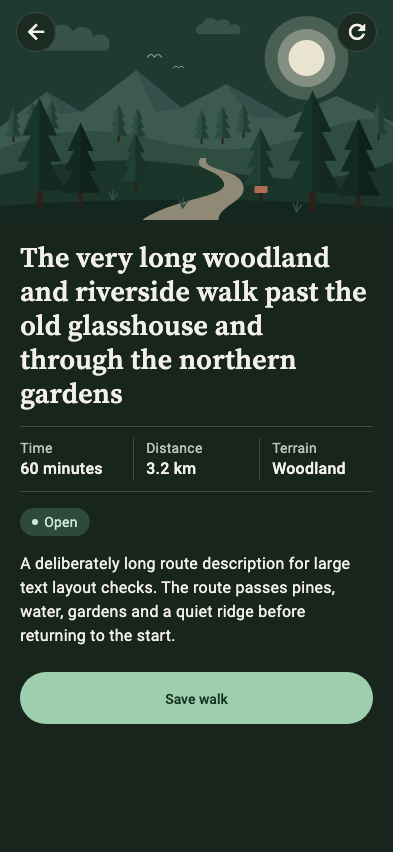 The very long woodland
and riverside walk past the
old glasshouse and
through the northern
gardens
Time
60 minutes
Distance
3.2 km
Terrain
Woodland
Open
A deliberately long route description for large
text layout checks. The route passes pines,
water, gardens and a quiet ridge before
returning to the start.
Save walk